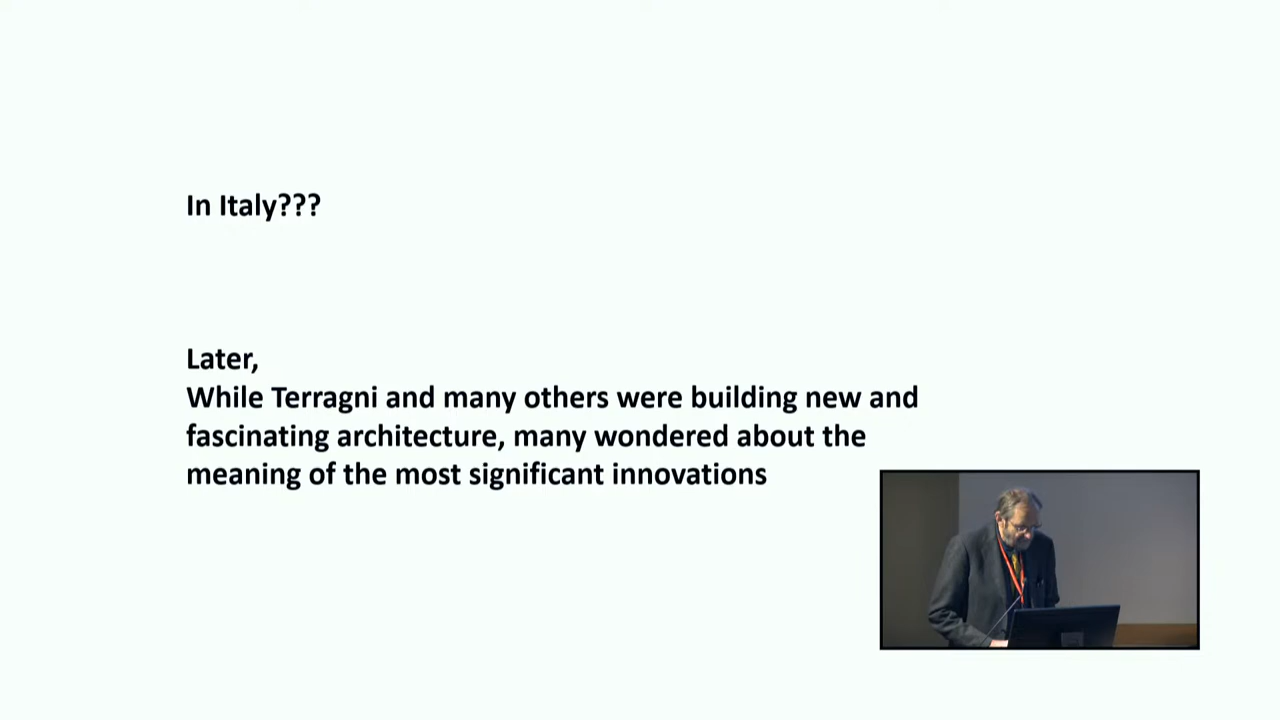 In Italy???
Later,
While Terragni and many others were building new and
fascinating architecture, many wondered about the
meaning of the most significant innovations